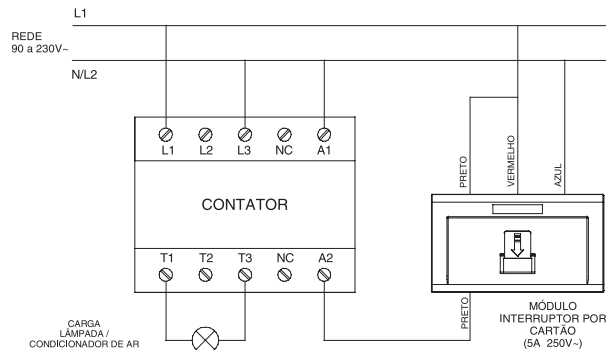 L1
REDE
90 a 230V~
N/L2
L1 L2 L3 NC A1
PRETO
VERMELHO
AZUL
CONTATOR
T1 T2 T3 NC A2
PRETO
CARGA
LÂMPADA /
CONDICIONADOR DE AR
MÓDULO
INTERRUPTOR POR
CARTÃO
(5A 250V~)